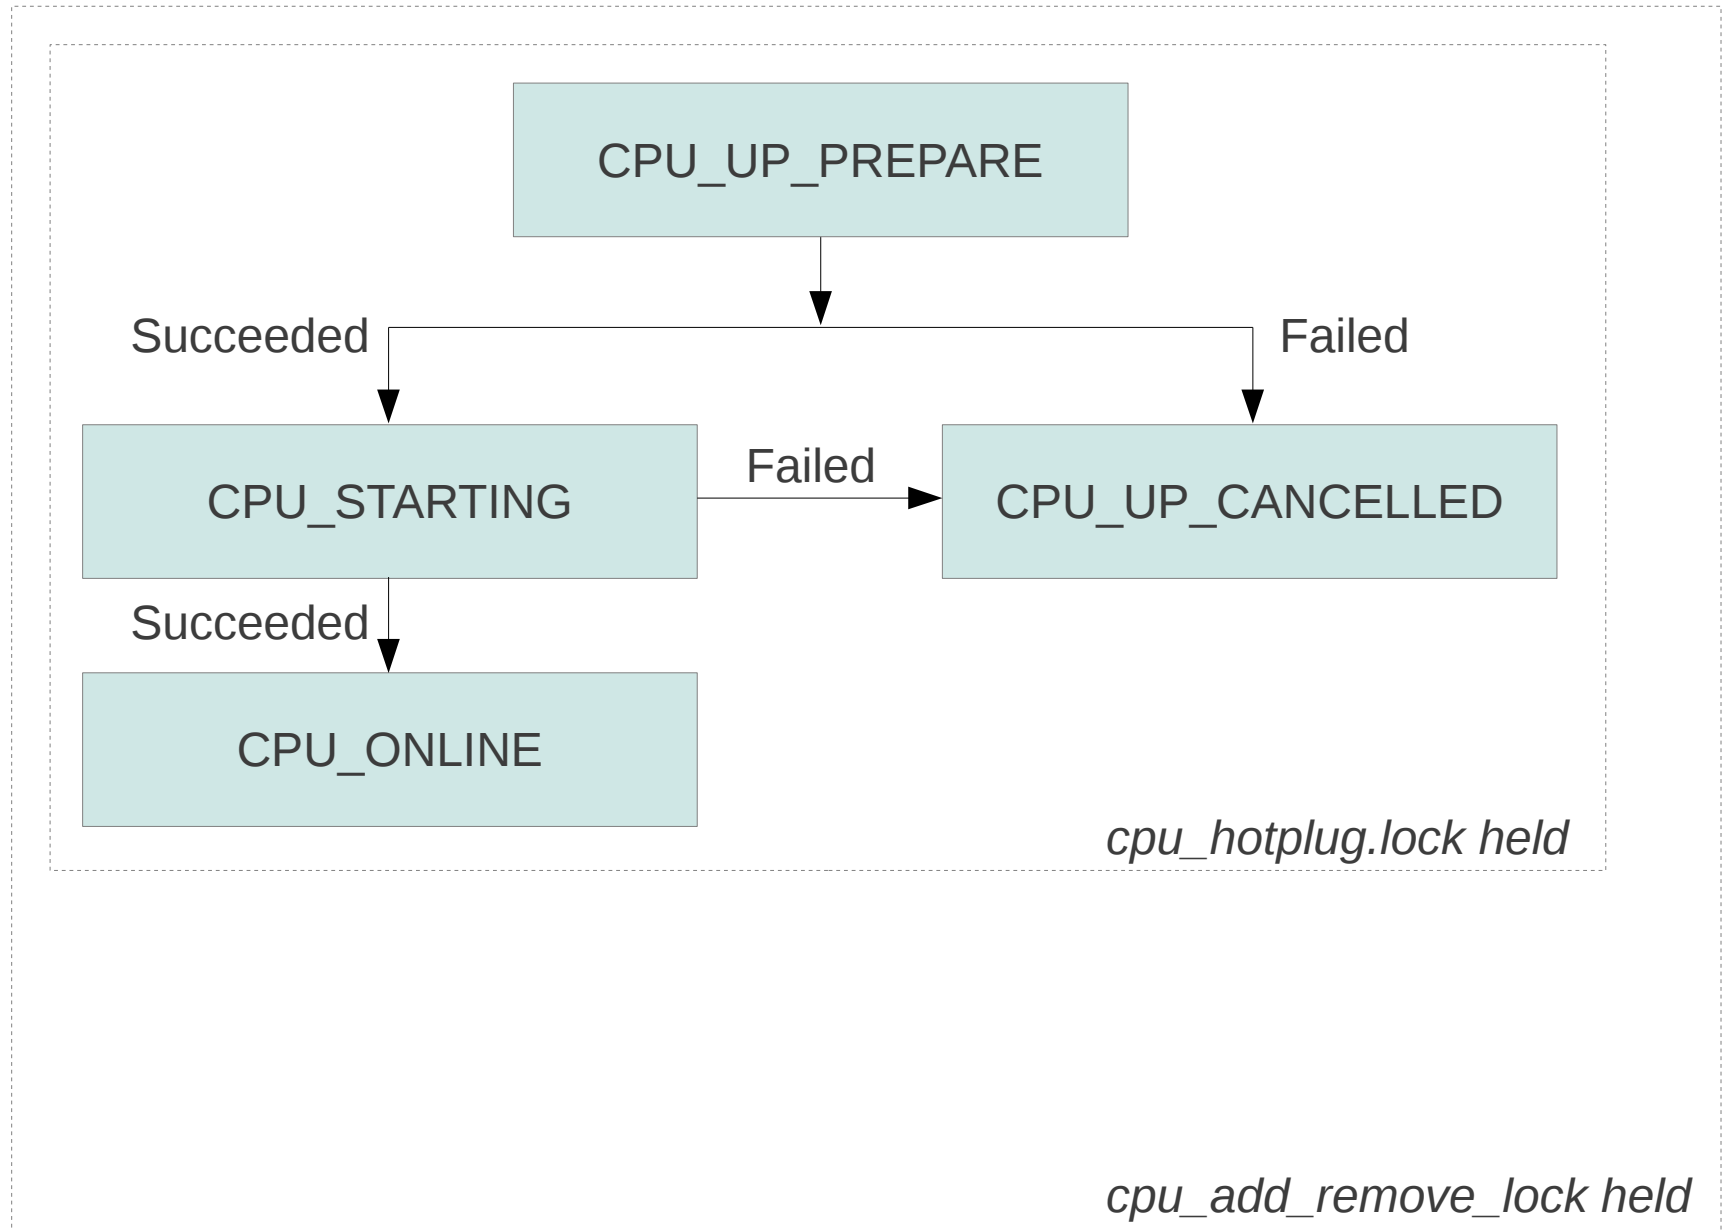 CPU_UP_PREPARE
Succeeded
Failed
Failed
CPU_STARTING
CPU_UP_CANCELLED
Succeeded
CPU_ONLINE
cpu_hotplug.lock held
cpu_add_remove_lock held